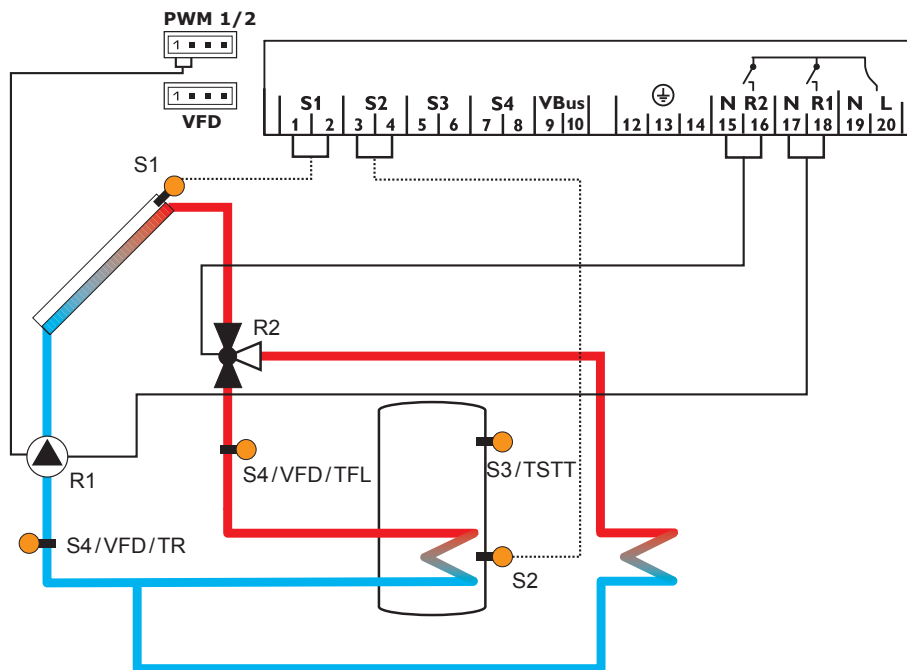 PWM 1/2
1
1
VFD
S1 S2 S3 S4 VBus N R2 N R1 N L
1 2 3 4 5 6 7 8 9 10 12 13 14 15 16 17 18 19 20
S1
R2
S4/VFD/TFL
S3/TSTT
R1
S4/VFD/TR
S2